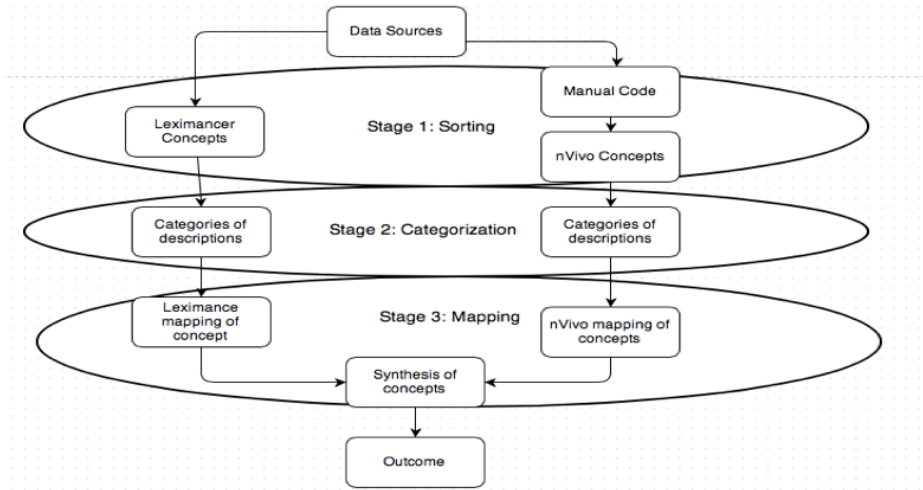 Data Sources
Manual Code
Leximancer
Concepts
Stage 1: Sorting
nVivo Concepts
Categories of
descriptions
Stage 2: Categorization
Categories of
descriptions
Leximance
mapping of
concept
Stage 3: Mapping
nVivo mapping of
concepts
Synthesis of
concepts
Outcome